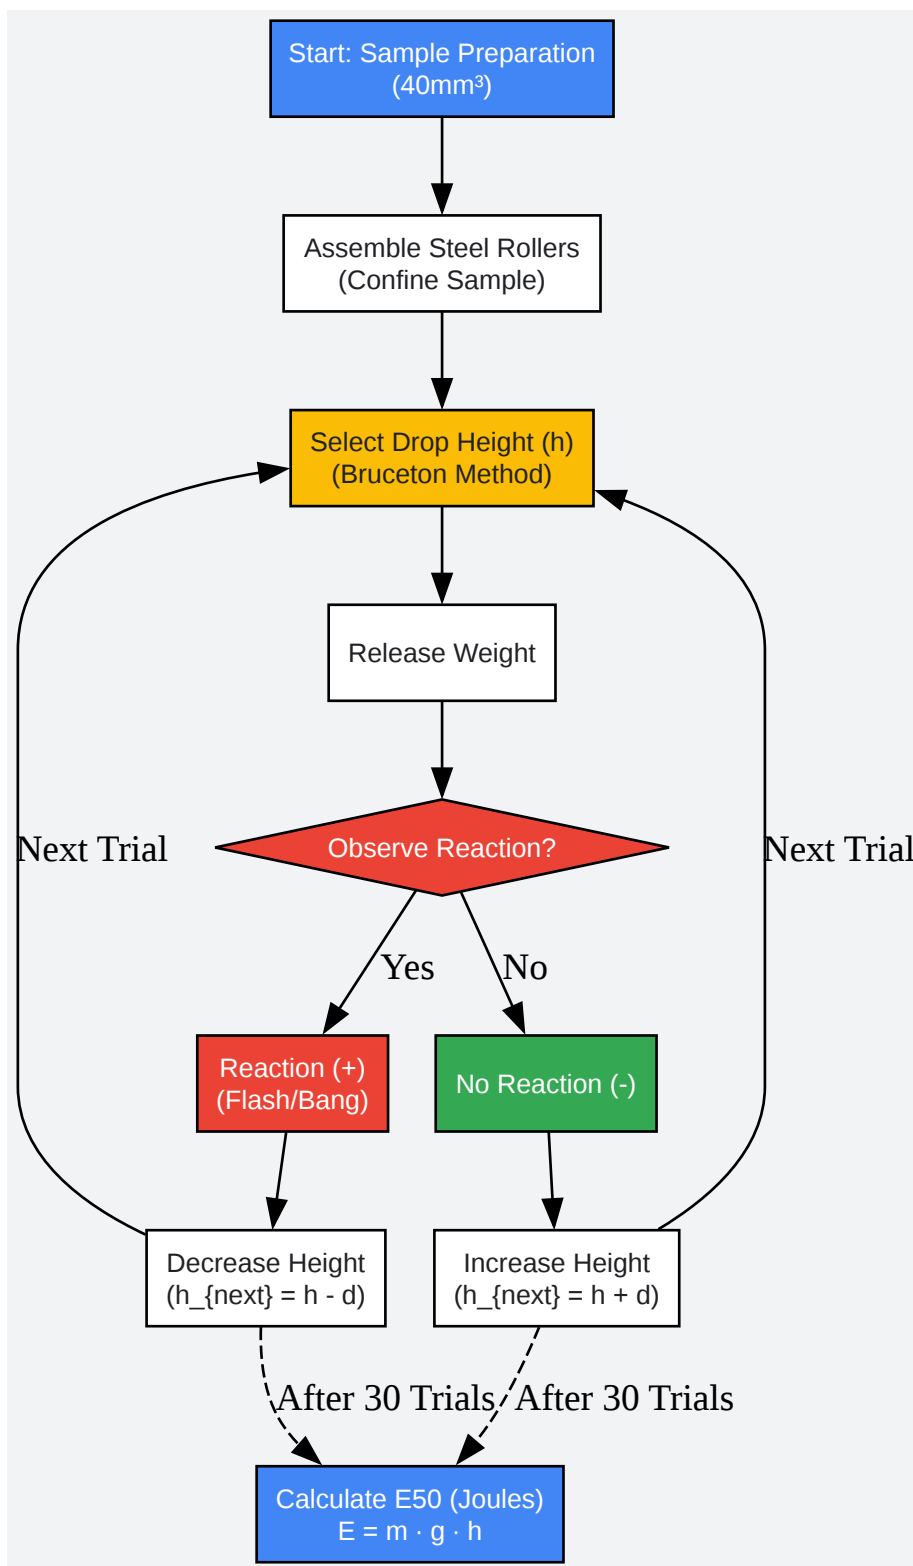 Start: Sample Preparation
(40mm³)
Assemble Steel Rollers
(Confine Sample)
Select Drop Height (h)
(Bruceton Method)
Release Weight
Observe Reaction?
Next Trial
Next Trial
Yes
No
Reaction (+)
(Flash/Bang)
No Reaction (-)
Decrease Height
(h_{next} = h - d)
Increase Height
(h_{next} = h + d)
After 30 Trials
After 30 Trials
Calculate E50 (Joules)
E = m · g · h